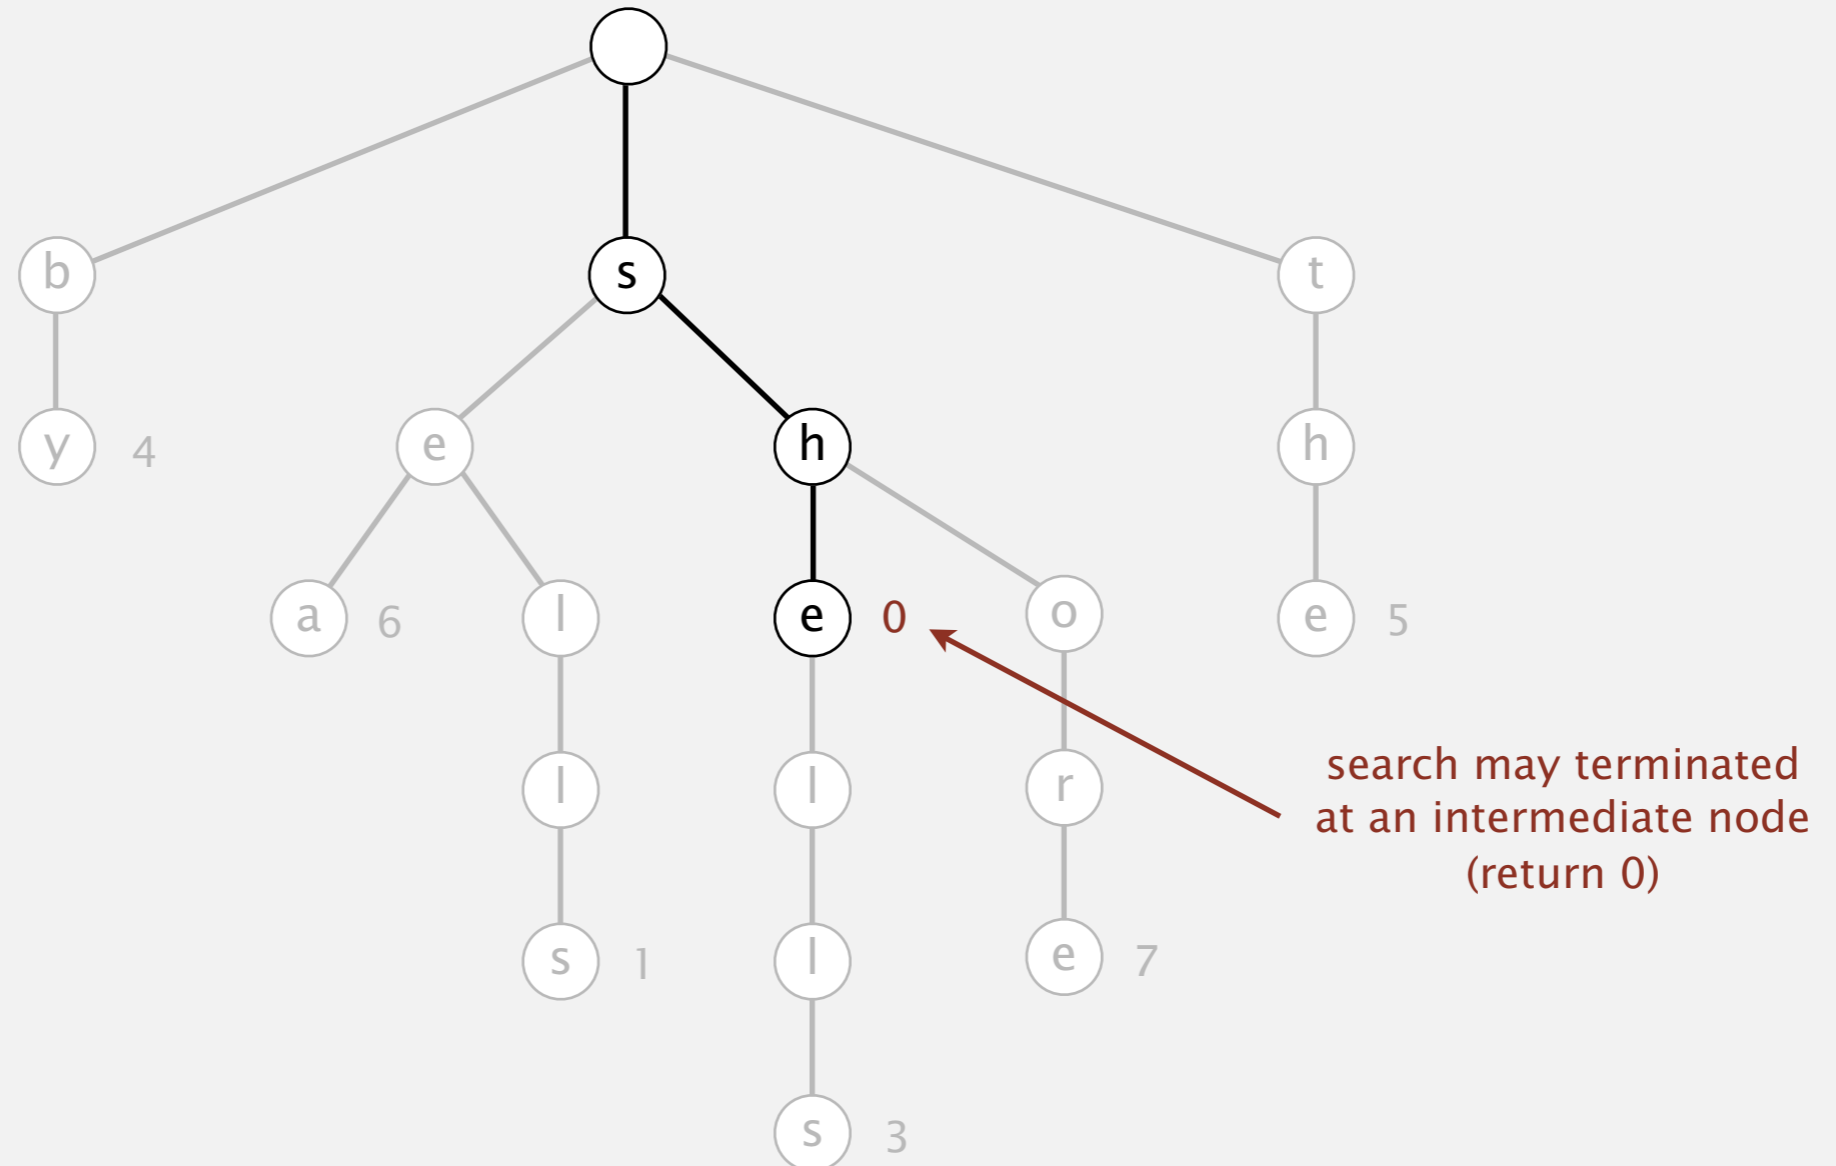 b s t
y 4 e h h
a 6 l e 0 o e 5
l l r
search may terminated
at an intermediate node
(return 0)
s 1 l e 7
s 3